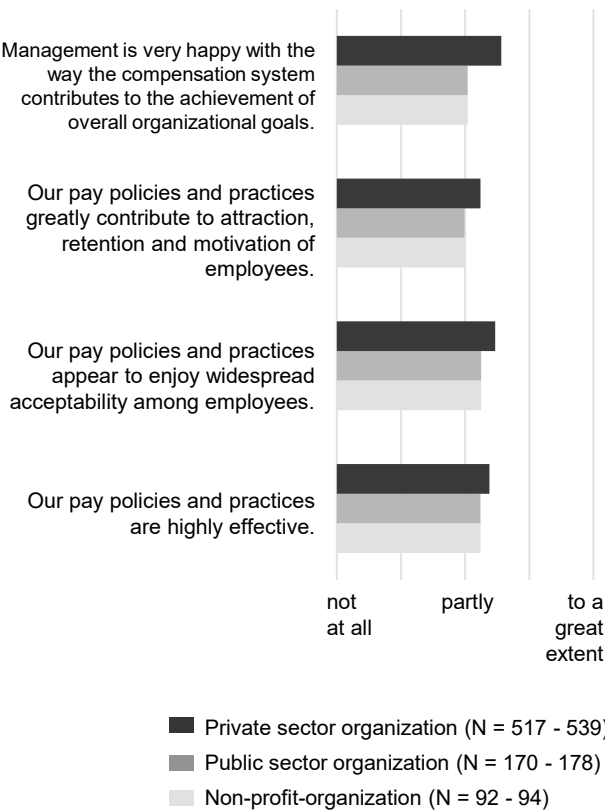 Management is very happy with the
way the compensation system
contributes to the achievement of
overall organizational goals.
Our pay policies and practices
greatly contribute to attraction,
retention and motivation of
employees.
Our pay policies and practices
appear to enjoy widespread
acceptability among employees.
Our pay policies and practices
are highly effective.
not
at all
partly
to a
great
extent
Private sector organization (N = 517 - 539)
Public sector organization (N = 170 - 178)
Non-profit-organization (N = 92 - 94)